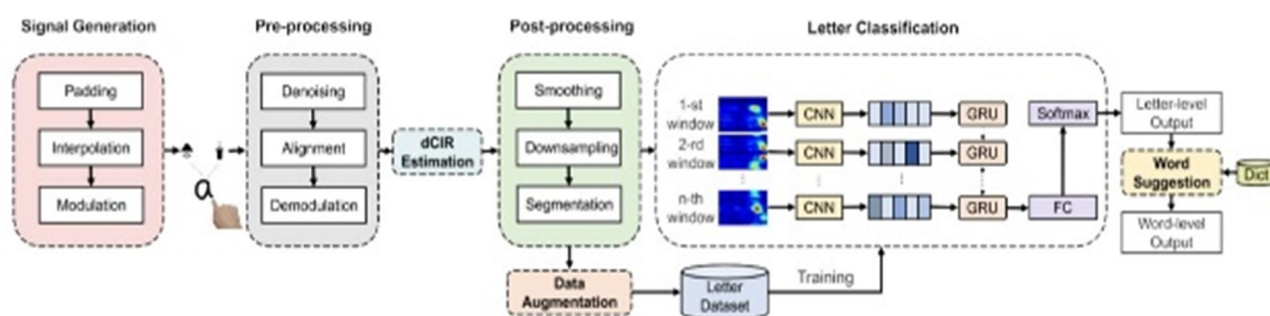 Signal Generation
Padding
Interpolation
Modulation
a
Pre-processing
Denoising
Alignment
Demodulation
dCIR
Estimation
Post-processing
Smoothing
Downsampling
Segmentation
Data
Augmentation
Letter
Dataset
Training
Letter Classification
1-st
window
CNN
GRU
2-rd
window
CNN
GRU
n-th
window
CNN
GRU
FC
Softmax
Letter-level
Output
Word
Suggestion
Dict
Word-level
Output